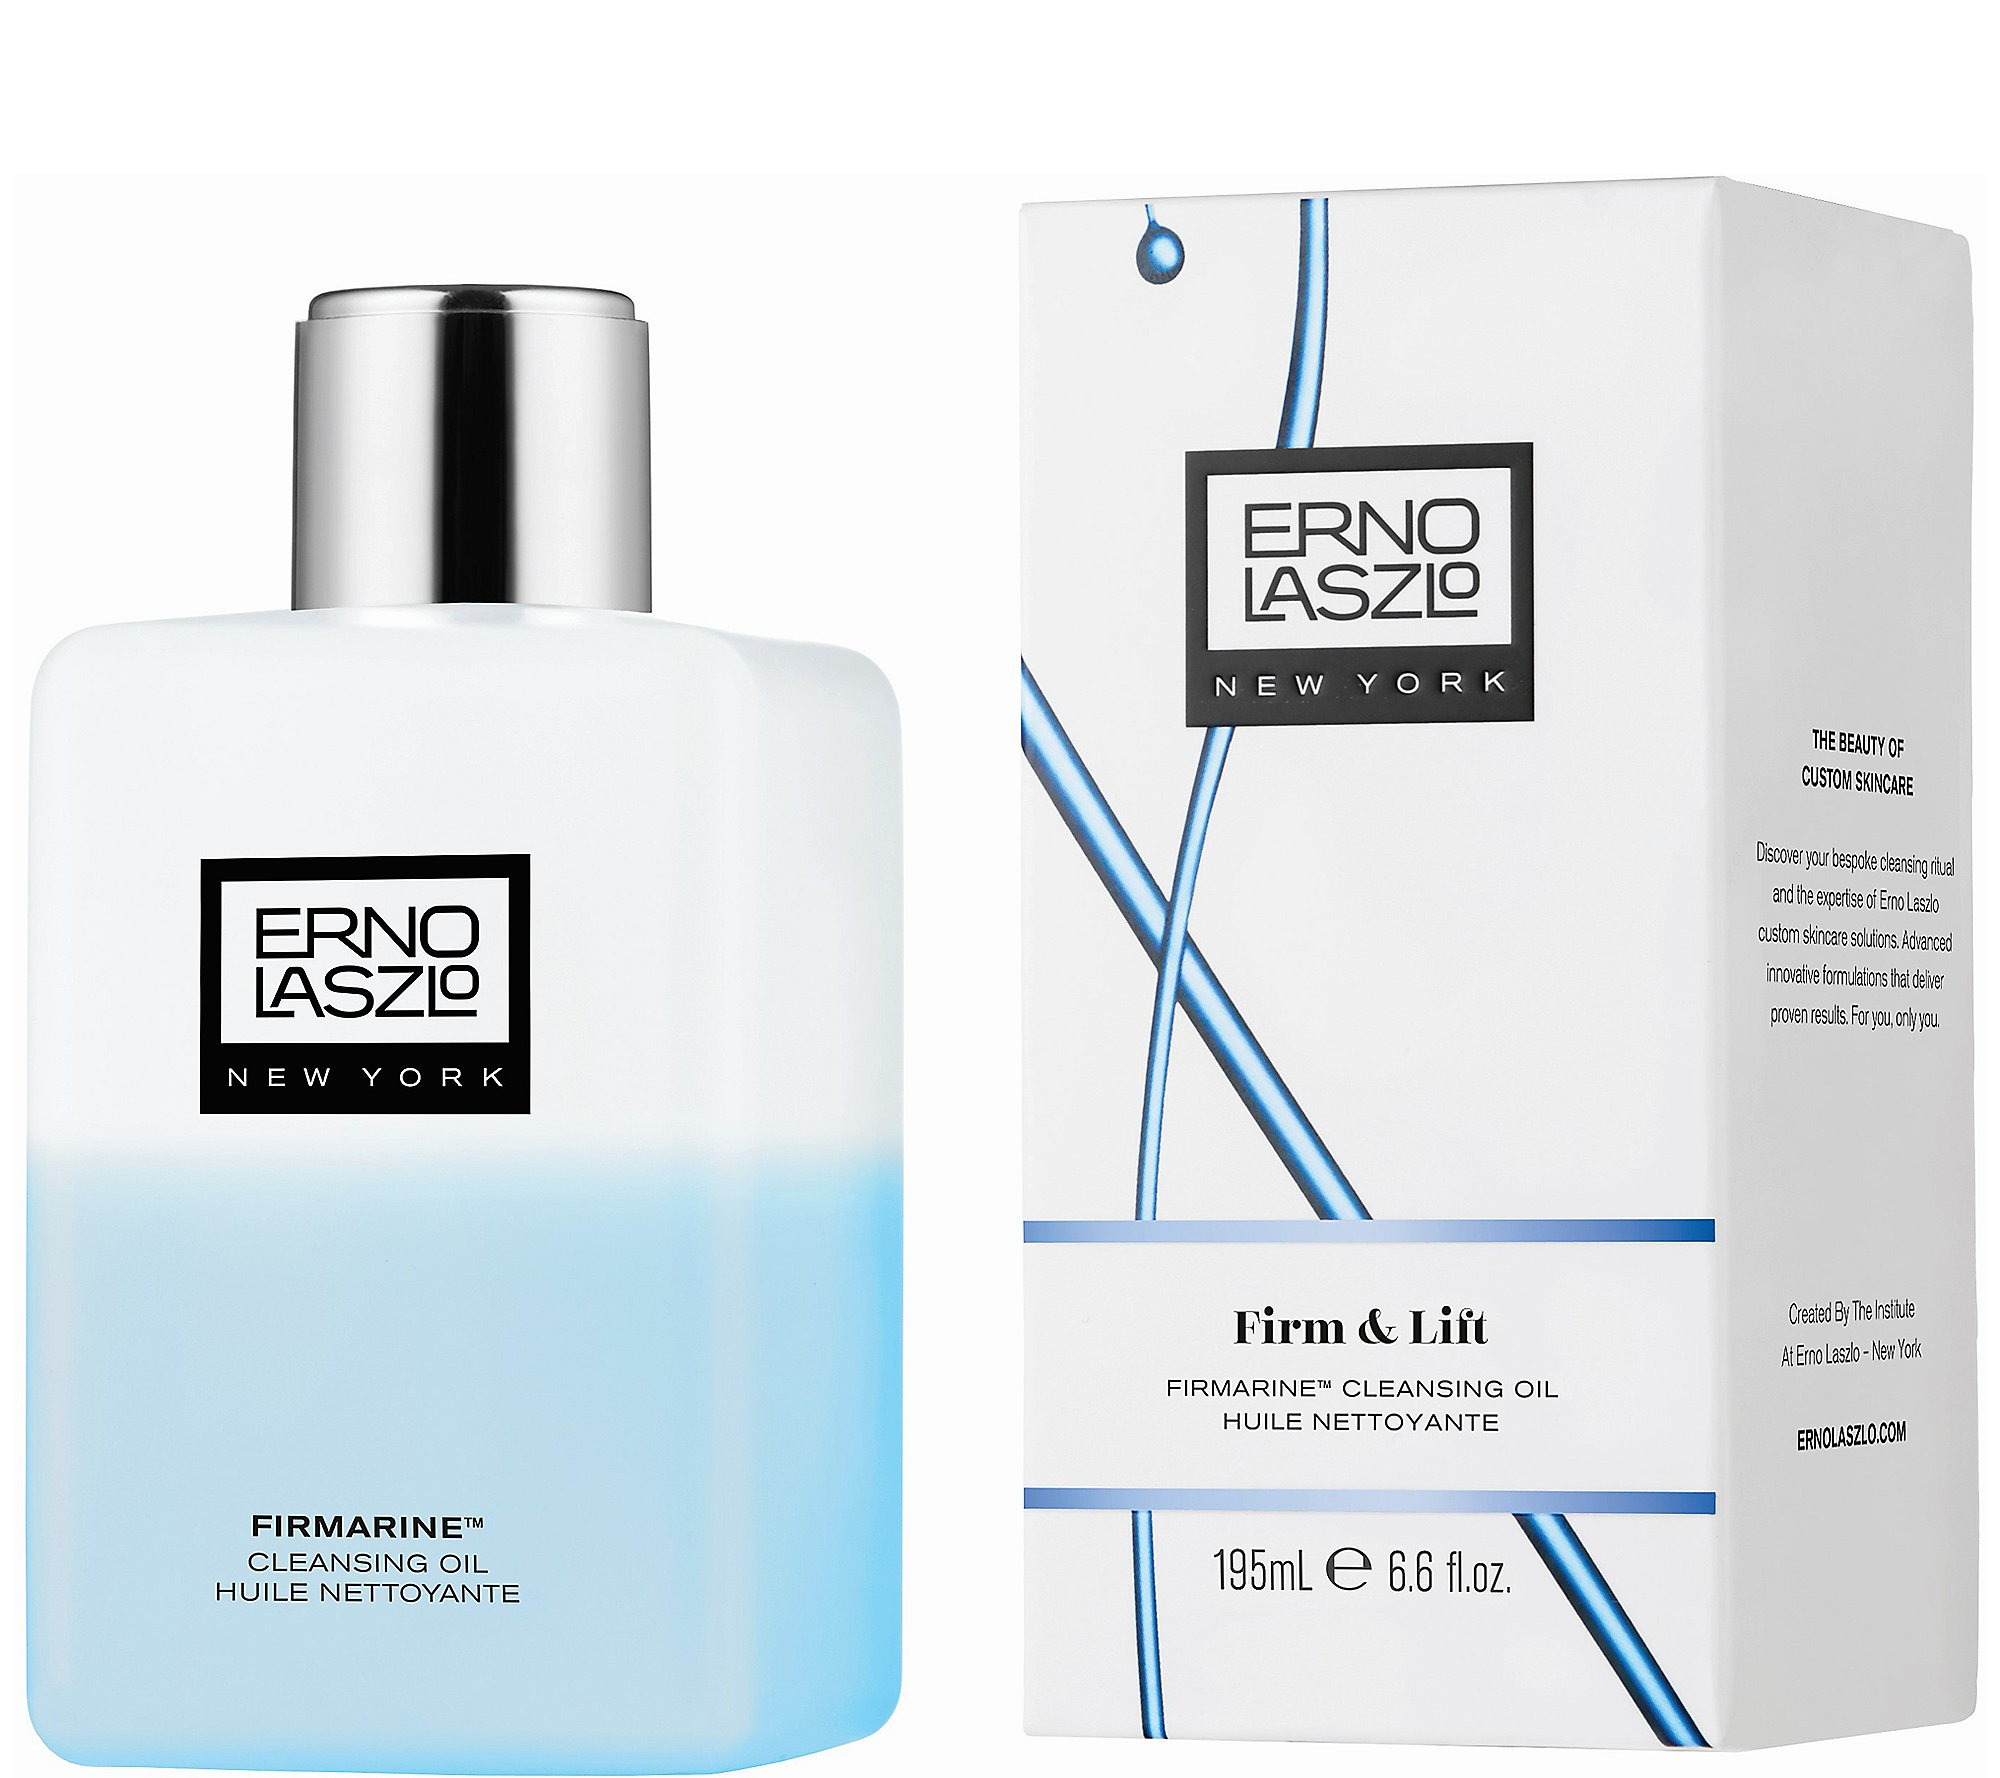 ERNO
LASZLO
NEW YORK
FIRMARINE™
CLEANSING OIL
HUILE NETTOYANTE
ERNO
LASZLO
NEW YORK
Firm & Lift
FIRMARINE™ CLEANSING OIL
HUILE NETTOYANTE
195mL ℮ 6.6 fl.oz.
THE BEAUTY OF
CUSTOM SKINCARE
Discover your bespoke cleansing ritual
and the expertise of Erno Laszlo
custom skincare solutions. Advanced
innovative formulations that deliver
proven results. For you, only you.
Created By The Institute
At Erno Laszlo - New York
ERNOLASZLO.COM